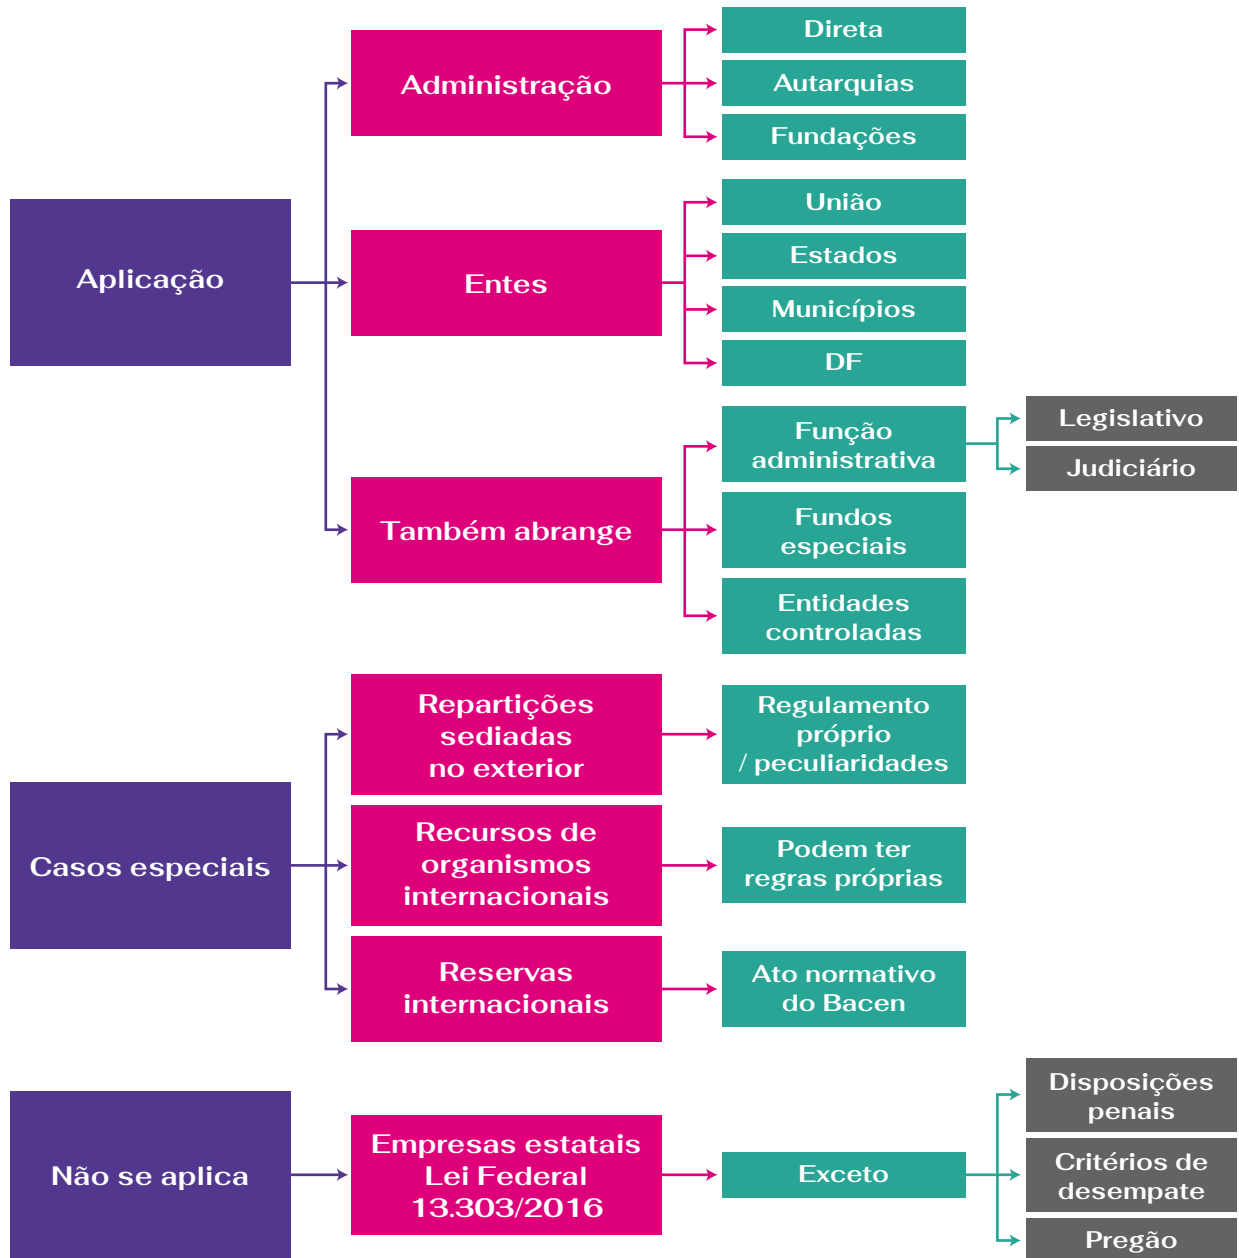 Aplicação
Administração
Direta
Autarquias
Fundações
Entes
União
Estados
Municípios
DF
Também abrange
Função
administrativa
Legislativo
Judiciário
Fundos
especiais
Entidades
controladas
Casos especiais
Repartições
sediadas
no exterior
Regulamento
próprio
/ peculiaridades
Recursos de
organismos
internacionais
Podem ter
regras próprias
Reservas
internacionais
Ato normativo
do Bacen
Não se aplica
Empresas estatais
Lei Federal
13.303/2016
Exceto
Disposições
penais
Critérios de
desempate
Pregão